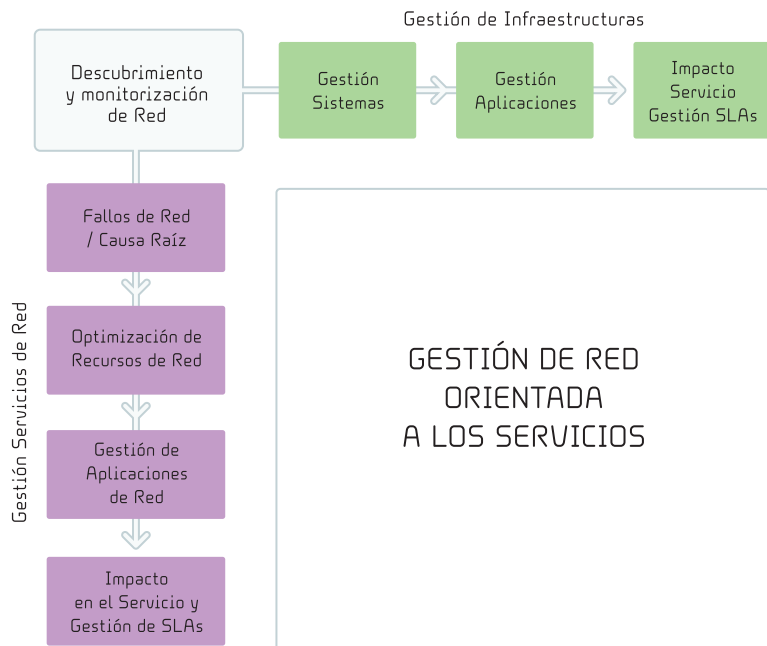 Gestión de Infraestructuras
Descubrimiento
y monitorización
de Red
Gestión
Sistemas
Gestión
Aplicaciones
Impacto
Servicio
Gestión SLAs
Gestión Servicios de Red
Fallos de Red
/ Causa Raíz
Optimización de
Recursos de Red
Gestión de
Aplicaciones
de Red
Impacto
en el Servicio y
Gestión de SLAs
GESTIÓN DE RED
ORIENTADA
A LOS SERVICIOS